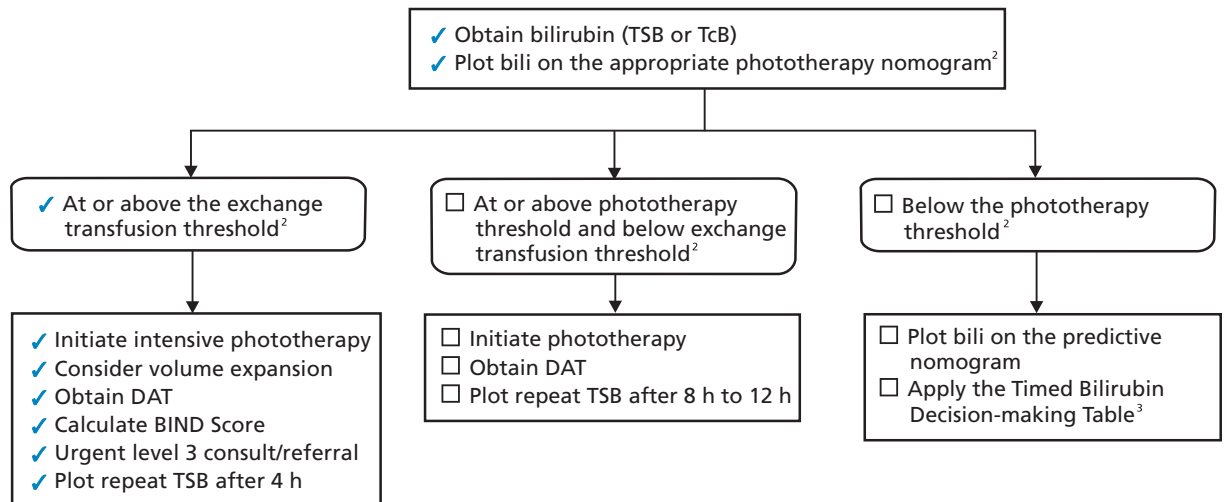 ✓ Obtain bilirubin (TSB or TcB)
✓ Plot bili on the appropriate phototherapy nomogram²
✓ At or above the exchange
transfusion threshold²
☐ At or above phototherapy
threshold and below exchange
transfusion threshold²
☐ Below the phototherapy
threshold²
✓ Initiate intensive phototherapy
✓ Consider volume expansion
✓ Obtain DAT
✓ Calculate BIND Score
✓ Urgent level 3 consult/referral
✓ Plot repeat TSB after 4 h
☐ Initiate phototherapy
☐ Obtain DAT
☐ Plot repeat TSB after 8 h to 12 h
☐ Plot bili on the predictive
nomogram
☐ Apply the Timed Bilirubin
Decision-making Table³